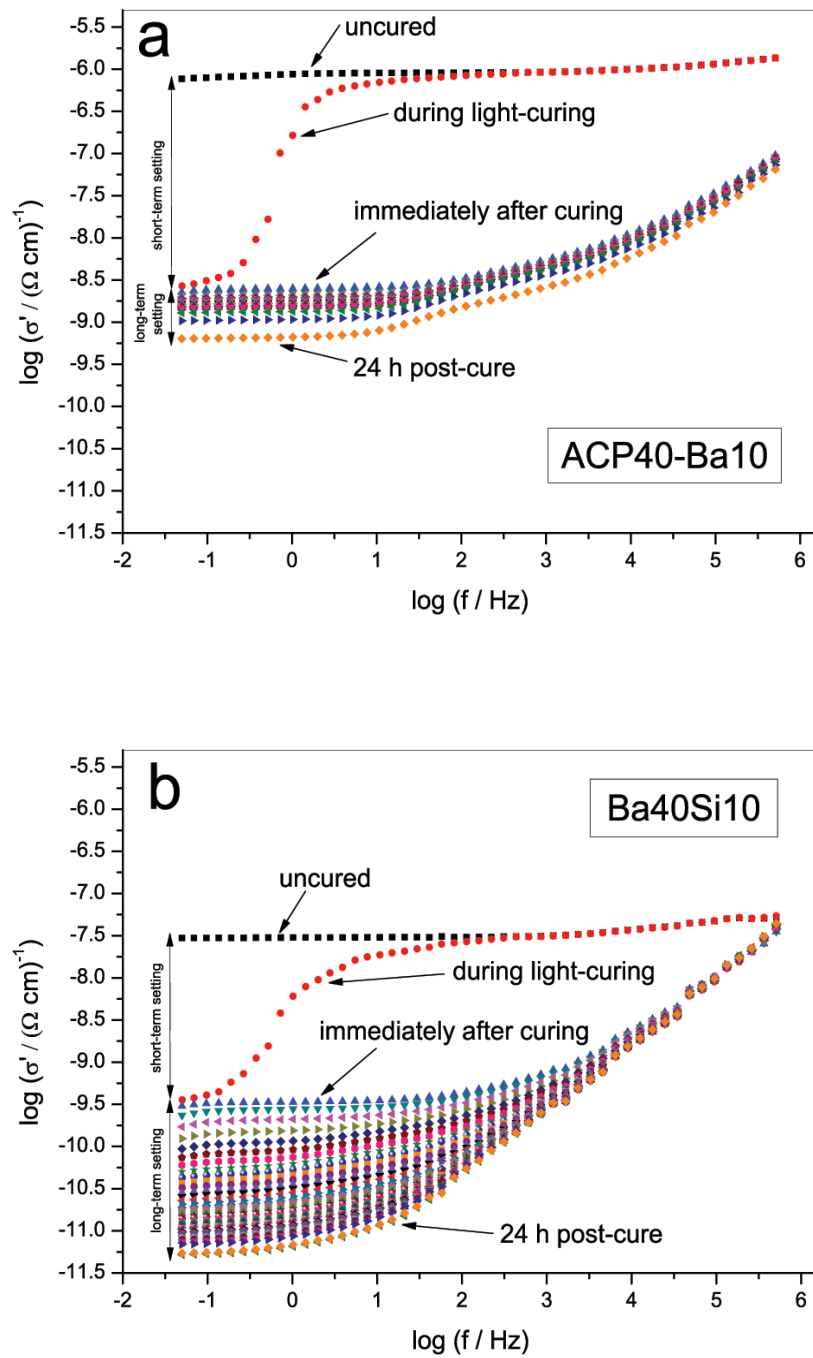 a
uncured
during light-curing
immediately after curing
24 h post-cure
short-term setting
long-term
setting
ACP40-Ba10
log (σ' / (Ω cm)⁻¹)
-5.5
-6.0
-6.5
-7.0
-7.5
-8.0
-8.5
-9.0
-9.5
-10.0
-10.5
-11.0
-11.5
-2 -1 0 1 2 3 4 5 6
log (f / Hz)
b
Ba40Si10
uncured
during light-curing
immediately after curing
24 h post-cure
short-term setting
long-term setting
log (σ' / (Ω cm)⁻¹)
-5.5
-6.0
-6.5
-7.0
-7.5
-8.0
-8.5
-9.0
-9.5
-10.0
-10.5
-11.0
-11.5
-2 -1 0 1 2 3 4 5 6
log (f / Hz)